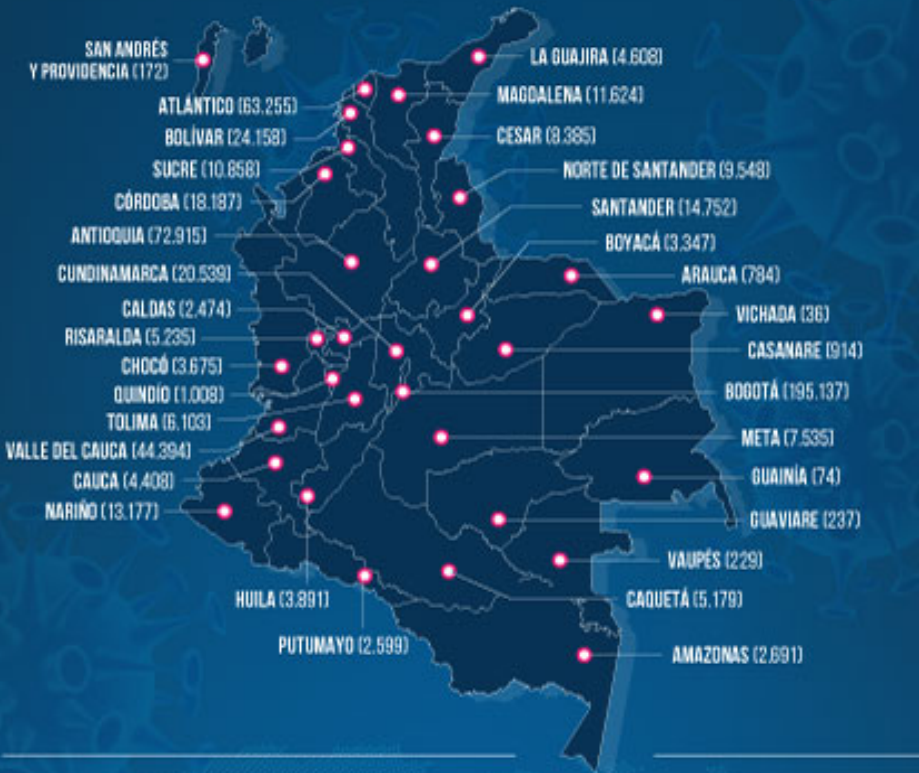 SAN ANDRÉS
Y PROVIDENCIA (172)
ATLÁNTICO (63.255)
BOLÍVAR (24.158)
SUCRE (10.858)
CÓRDOBA (18.187)
ANTIOQUIA (72.915)
CUNDINAMARCA (20.539)
CALDAS (2.474)
RISARALDA (5.235)
CHOCÓ (3.675)
QUINDÍO (1.008)
TOLIMA (6.103)
VALLE DEL CAUCA (44.394)
CAUCA (4.408)
NARIÑO (13.177)
HUILA (3.891)
PUTUMAYO (2.599)
LA GUAJIRA (4.608)
MAGDALENA (11.624)
CESAR (8.385)
NORTE DE SANTANDER (9.548)
SANTANDER (14.752)
BOYACÁ (3.347)
ARAUCA (784)
VICHADA (36)
CASANARE (914)
BOGOTÁ (195.137)
META (7.535)
GUAINÍA (74)
GUAVIARE (237)
VAUPÉS (229)
CAQUETÁ (5.179)
AMAZONAS (2.691)